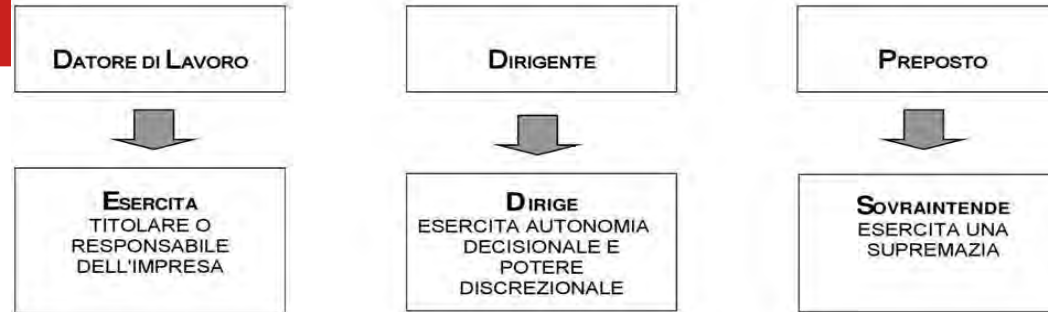 DATORE DI LAVORO
DIRIGENTE
PREPOSTO
ESERCITA
TITOLARE O
RESPONSABILE
DELL'IMPRESA
DIRIGE
ESERCITA AUTONOMIA
DECISIONALE E
POTERE
DISCREZIONALE
SOVRAINTENDE
ESERCITA UNA
SUPREMAZIA